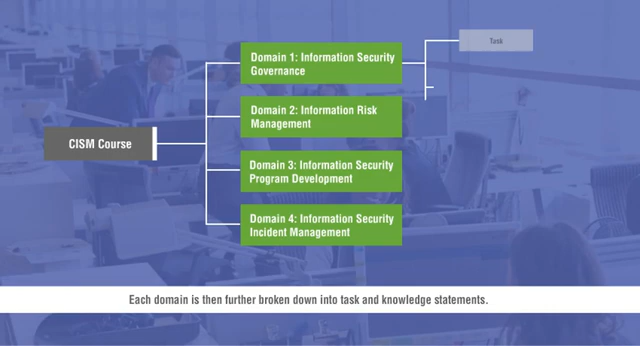 Task
Domain 1: Information Security
Governance
Domain 2: Information Risk
Management
CISM Course
Domain 3: Information Security
Program Development
Domain 4: Information Security
Incident Management
Each domain is then further broken down into task and knowledge statements.